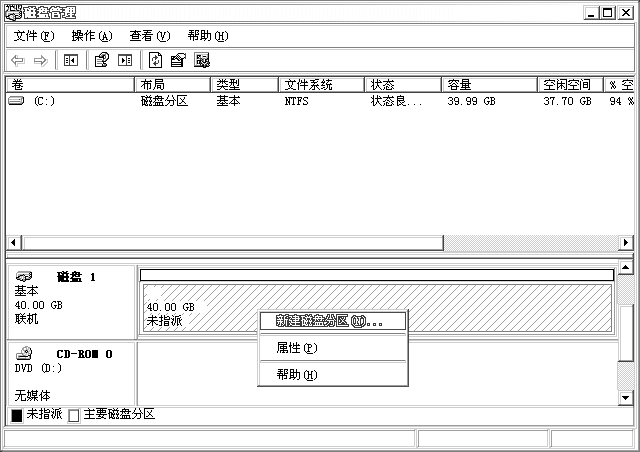 磁盘管理
文件(F) 操作(A) 查看(V) 帮助(H)
卷 布局 类型 文件系统 状态 容量 空闲空间 % 空
(C:) 磁盘分区 基本 NTFS 状态良... 39.99 GB 37.70 GB 94 %
磁盘 1
基本
40.00 GB
联机
40.00 GB
未指派
新建磁盘分区(N)...
属性(P)
帮助(H)
CD-ROM 0
DVD (D:)
无媒体
未指派 主要磁盘分区